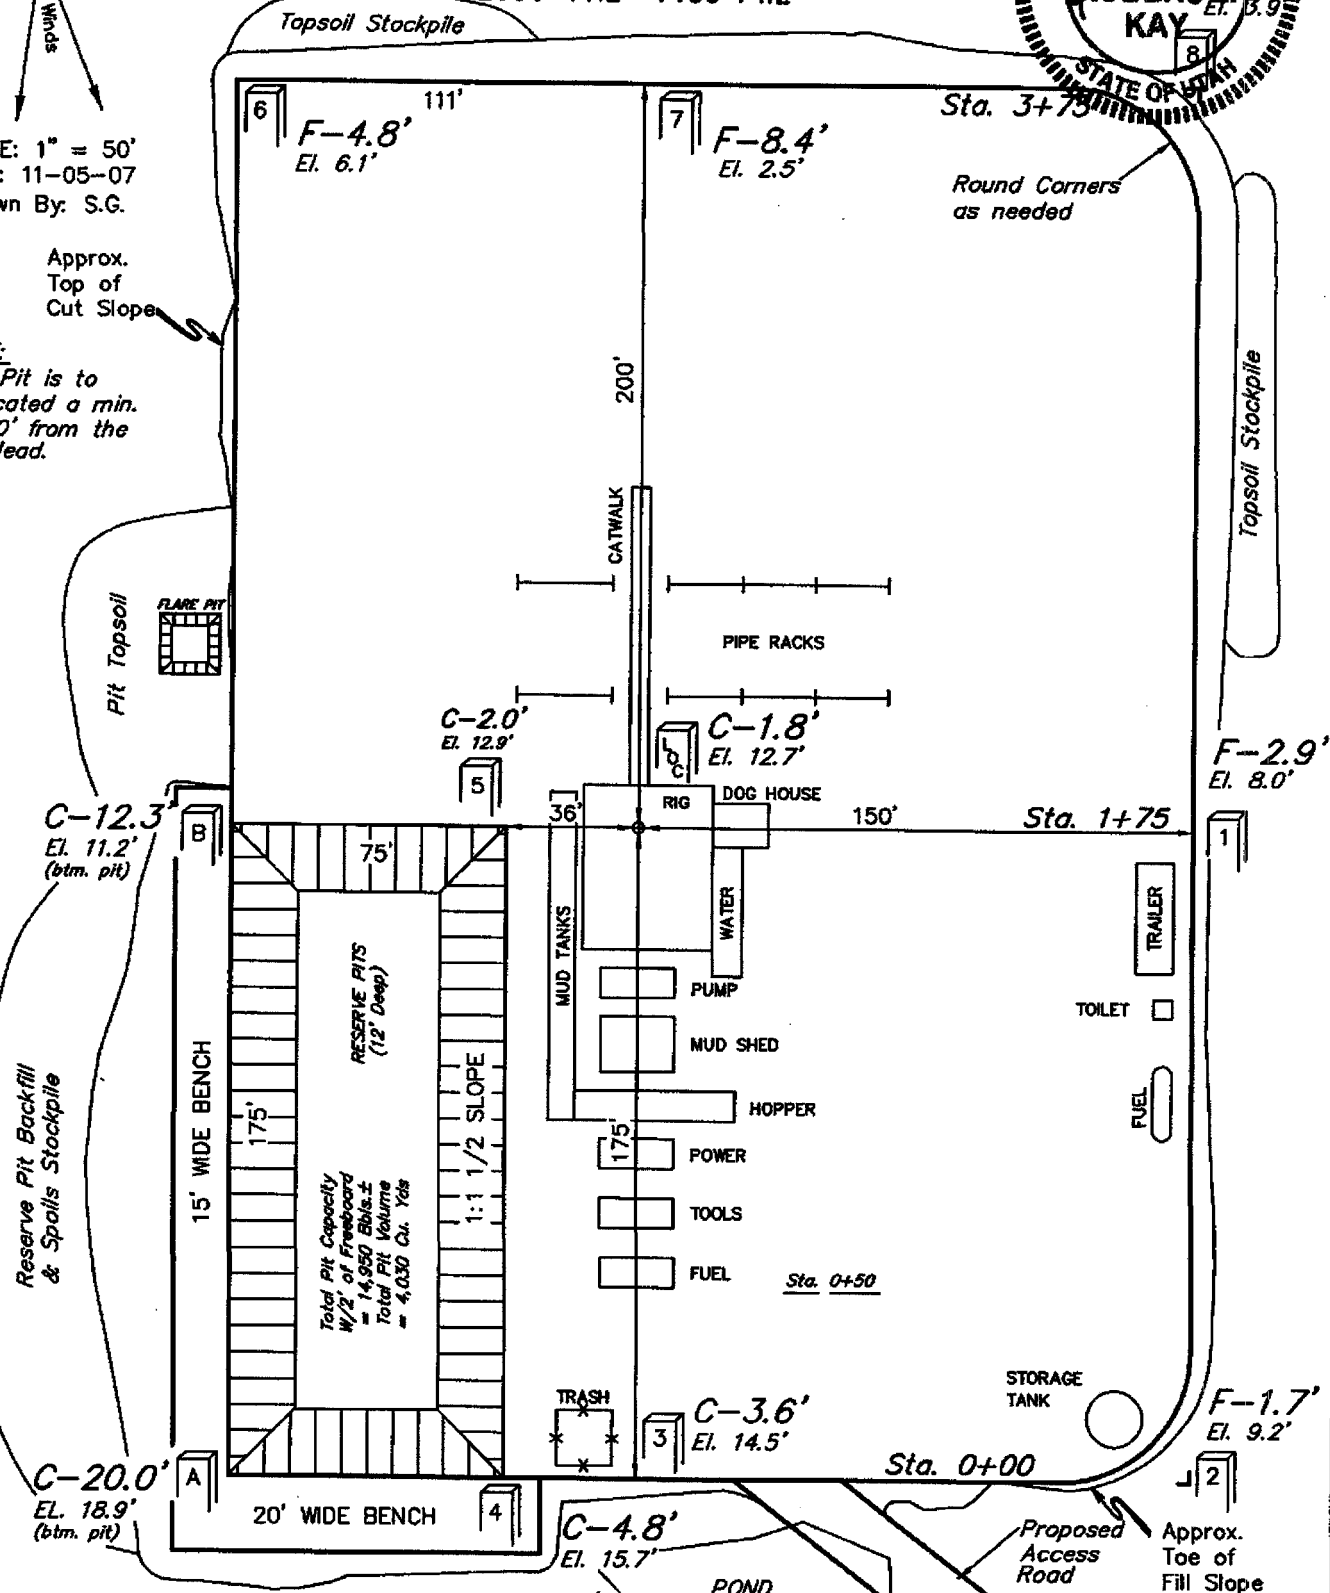 Topsoil Stockpile
Winds
KAY
STATE OF UTAH
El. 13.9
8
E: 1" = 50'
: 11-05-07
wn By: S.G.
6
111'
F-4.8'
El. 6.1'
7
F-8.4'
El. 2.5'
Sta. 3+75
Round Corners
as needed
Approx.
Top of
Cut Slope
Pit is to
cated a min.
0' from the
Head.
200'
Topsoil Stockpile
CATWALK
FLARE PIT
Pit Topsoil
PIPE RACKS
C-2.0'
El. 12.9'
5
LOC
C-1.8'
El. 12.7'
F-2.9'
El. 8.0'
1
C-12.3'
El. 11.2'
(btm. pit)
B
36'
RIG
DOG HOUSE
150'
Sta. 1+75
75'
MUD TANKS
WATER
TRAILER
RESERVE PITS
(12' Deep)
PUMP
TOILET
MUD SHED
15' WIDE BENCH
175'
1:1 1/2 SLOPE
HOPPER
FUEL
175'
POWER
Reserve Pit Backfill
& Spoils Stockpile
Total Pit Capacity
W/2' of Freeboard
= 14,950 Bbls.±
Total Pit Volume
= 4,030 Cu. Yds
TOOLS
FUEL
Sta. 0+50
TRASH
STORAGE
TANK
3
C-3.6'
El. 14.5'
F-1.7'
El. 9.2'
2
Sta. 0+00
C-20.0'
EL. 18.9'
(btm. pit)
A
20' WIDE BENCH
4
C-4.8'
El. 15.7'
Proposed
Access
Road
Approx.
Toe of
Fill Slope
POND